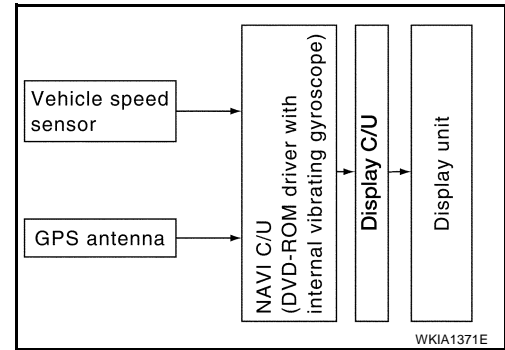 Vehicle speed
sensor
GPS antenna
NAVI C/U
(DVD-ROM driver with
internal vibrating gyroscope)
Display C/U
Display unit
WKIA1371E